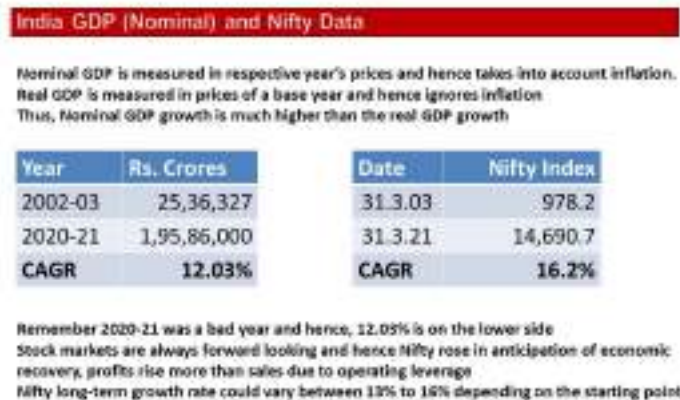 India GDP (Nominal) and Nifty Data
Nominal GDP is measured in respective year's prices and hence takes into account inflation.
Real GDP is measured in prices of a base year and hence ignores inflation
Thus, Nominal GDP growth is much higher than the real GDP growth
Year Rs. Crores
2002-03 25,36,327
2020-21 1,95,86,000
CAGR 12.03%
Date Nifty Index
31.3.03 978.2
31.3.21 14,690.7
CAGR 16.2%
Remember 2020-21 was a bad year and hence, 12.03% is on the lower side
Stock markets are always forward looking and hence Nifty rose in anticipation of economic
recovery, profits rise more than sales due to operating leverage
Nifty long-term growth rate could vary between 13% to 16% depending on the starting point